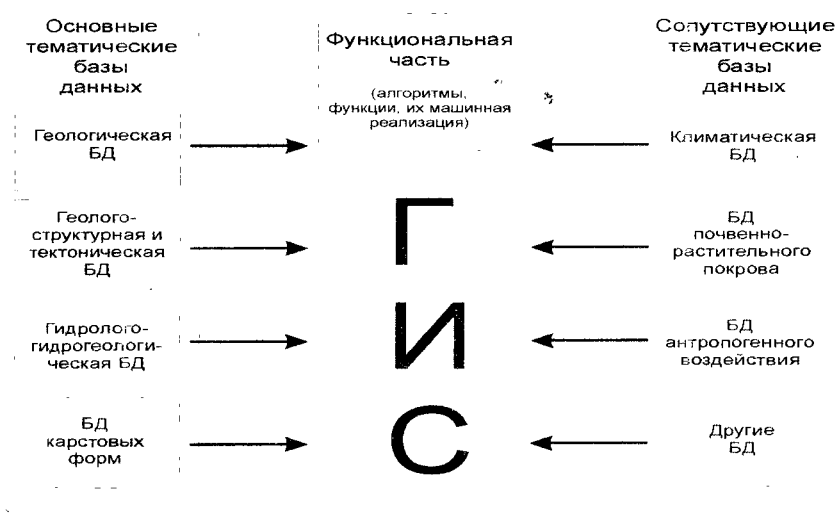 Основные
тематические
базы
данных
Геологическая
БД
Геолого-
структурная и
тектоническая
БД
Гидролого-
гидрогеологи-
ческая БД
БД
карстовых
форм
Функциональная
часть
(алгоритмы,
функции, их машинная
реализация)
Г
И
С
Сопутствующие
тематические
базы
данных
Климатическая
БД
БД
почвенно-
растительного
покрова
БД
антропогенного
воздействия
Другие
БД